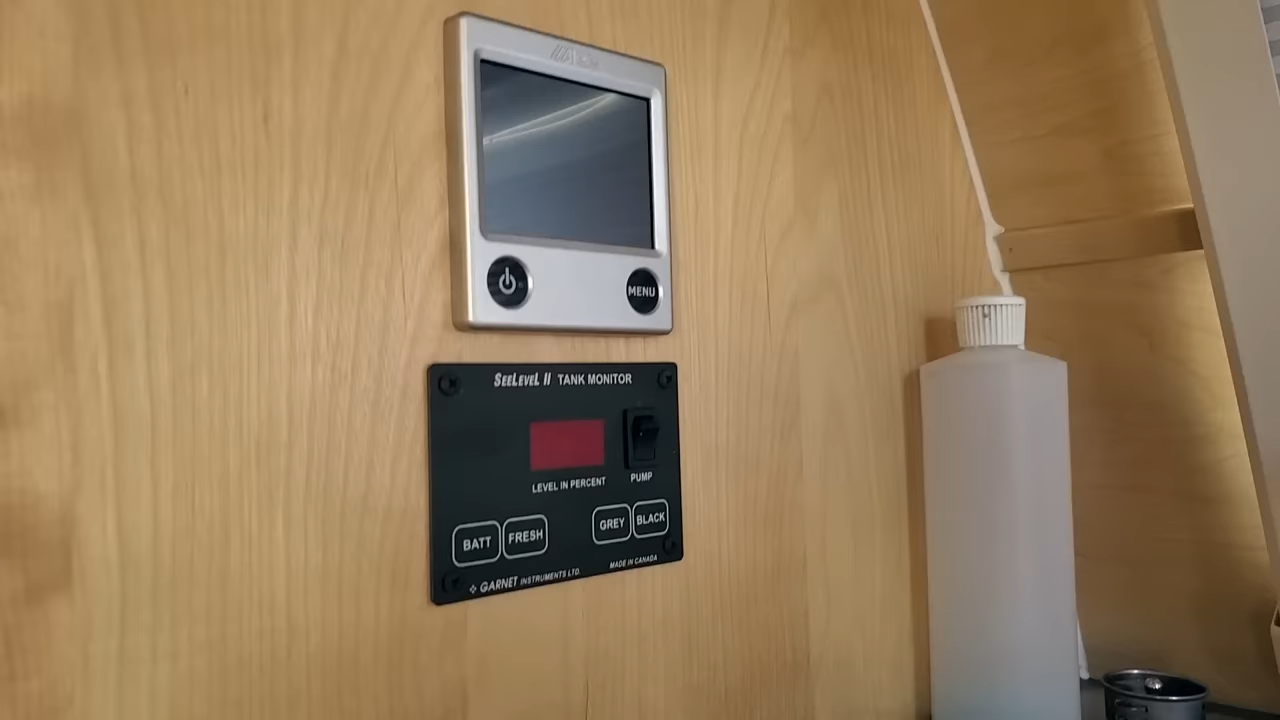 MENU
SEELEVEL II TANK MONITOR
LEVEL IN PERCENT
PUMP
BATT
FRESH
GREY
BLACK
GARNET INSTRUMENTS LTD.
MADE IN CANADA